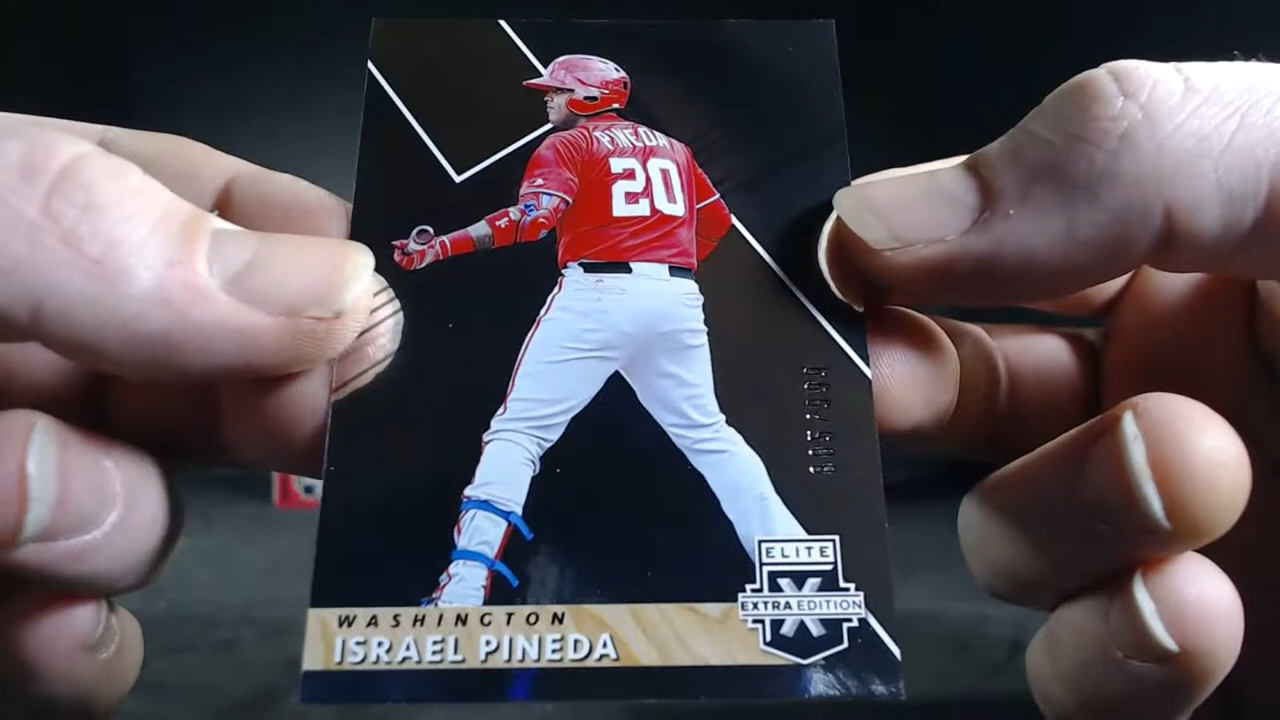 PINEDA
20
ELITE
X
EXTRA EDITION
WASHINGTON
ISRAEL PINEDA